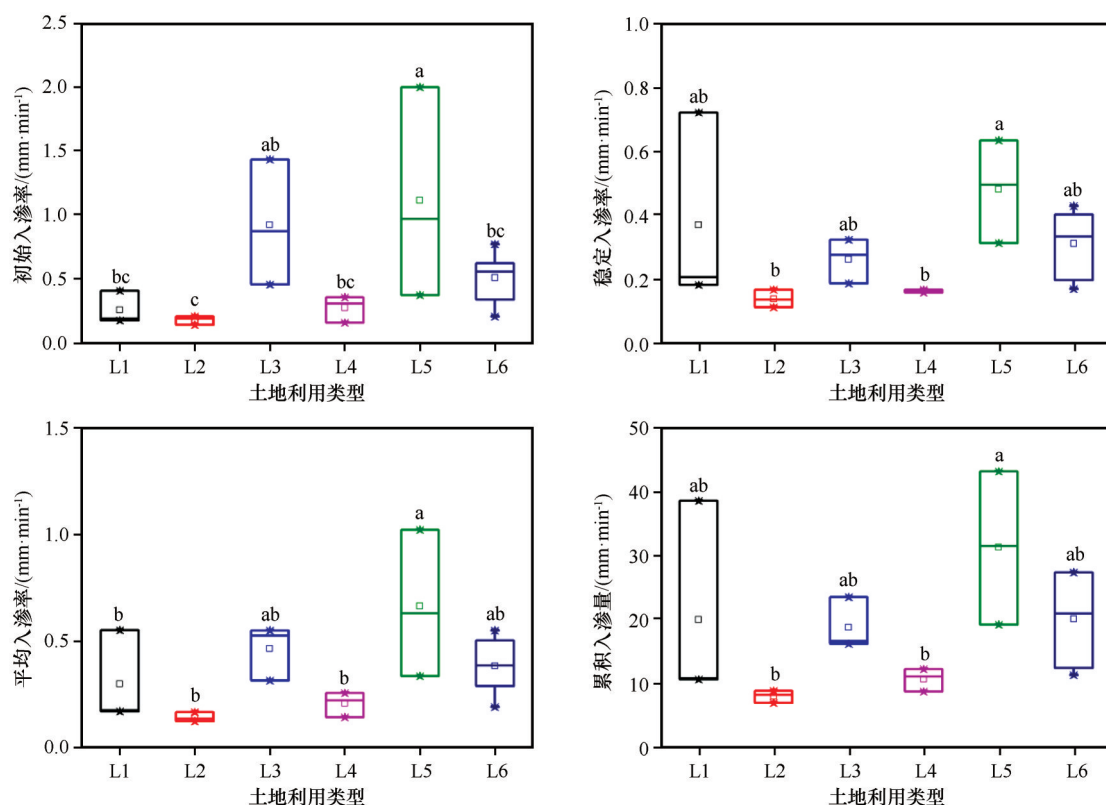 2.5
2.0
1.5
1.0
0.5
0.0
初始入渗率/(mm·min⁻¹)
bc
c
ab
bc
a
bc
L1 L2 L3 L4 L5 L6
土地利用类型
1.0
0.8
0.6
0.4
0.2
0.0
稳定入渗率/(mm·min⁻¹)
ab
b
ab
b
a
ab
L1 L2 L3 L4 L5 L6
土地利用类型
1.5
1.0
0.5
0.0
平均入渗率/(mm·min⁻¹)
b
b
ab
b
a
ab
L1 L2 L3 L4 L5 L6
土地利用类型
50
40
30
20
10
0
累积入渗量/(mm·min⁻¹)
ab
b
ab
b
a
ab
L1 L2 L3 L4 L5 L6
土地利用类型